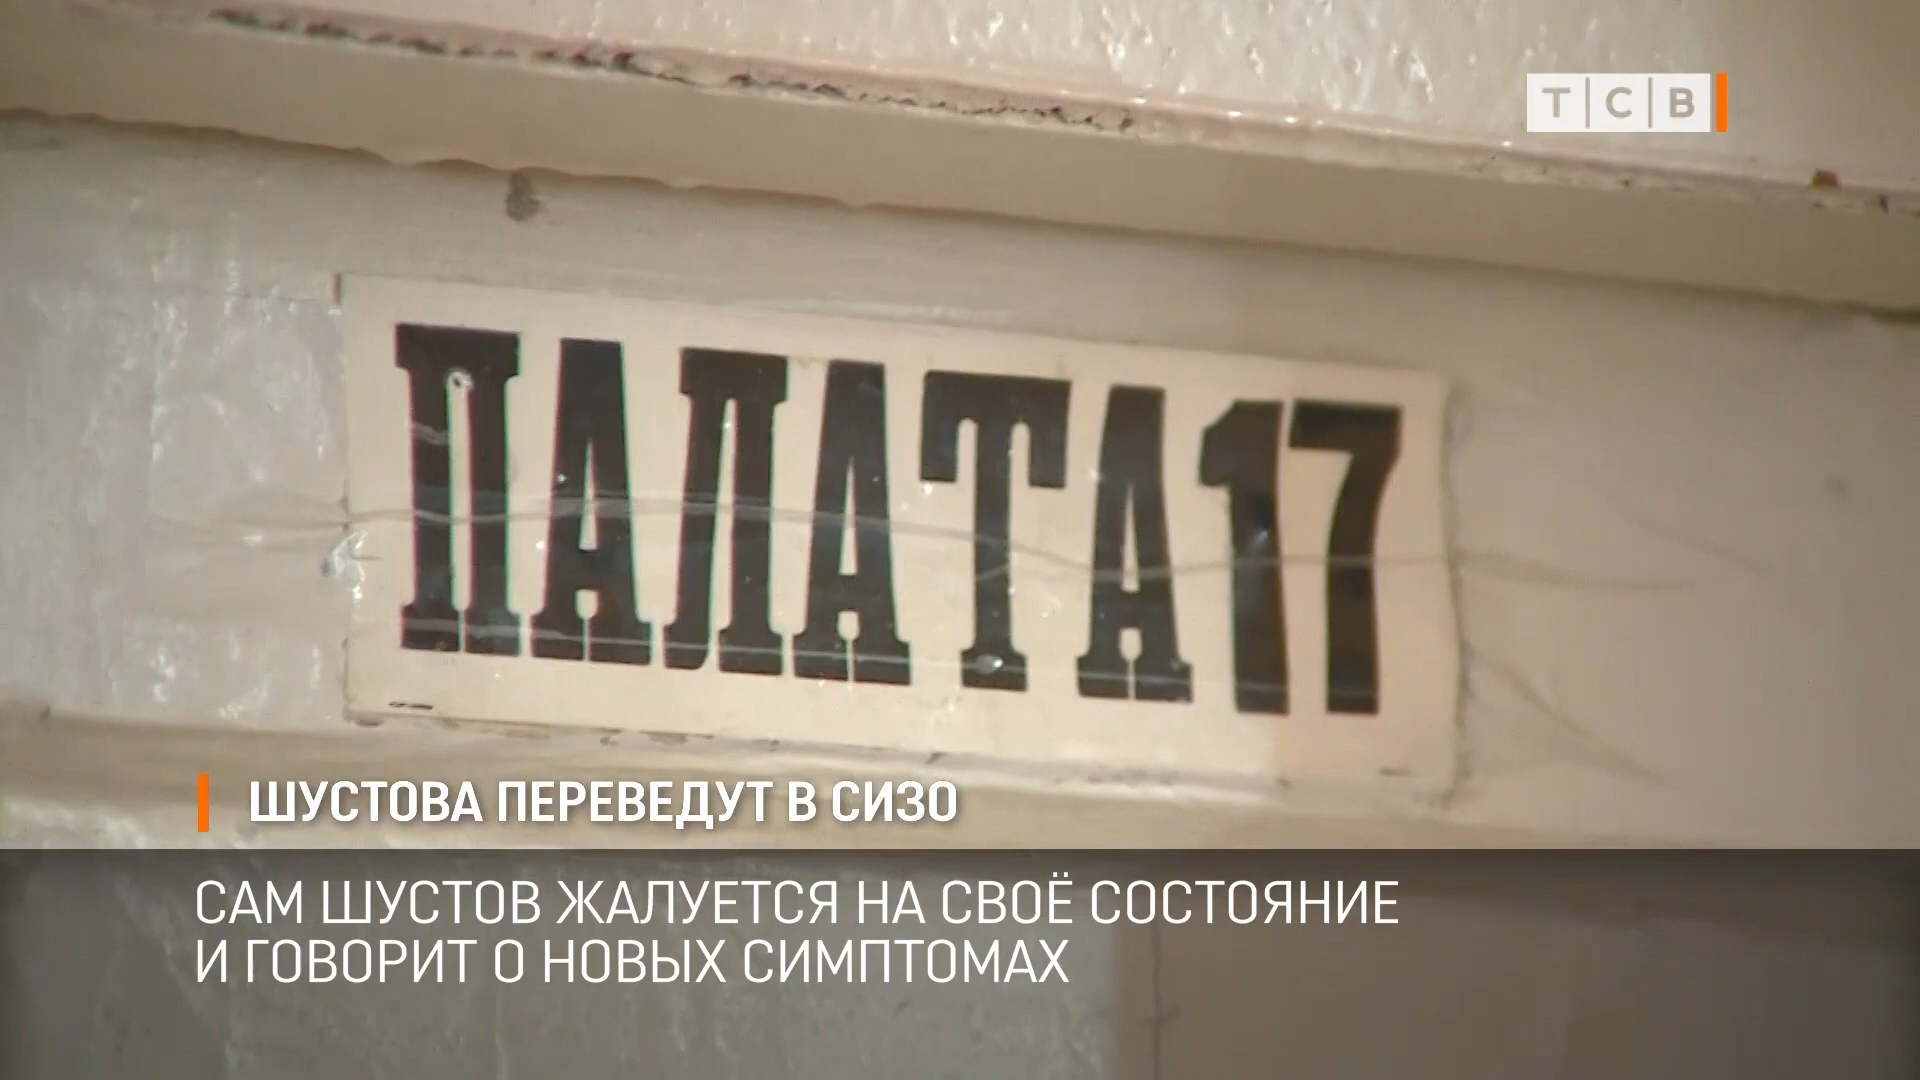 ТСВ
ПАЛАТА 17
ШУСТОВА ПЕРЕВЕДУТ В СИЗО
САМ ШУСТОВ ЖАЛУЕТСЯ НА СВОЁ СОСТОЯНИЕ
И ГОВОРИТ О НОВЫХ СИМПТОМАХ